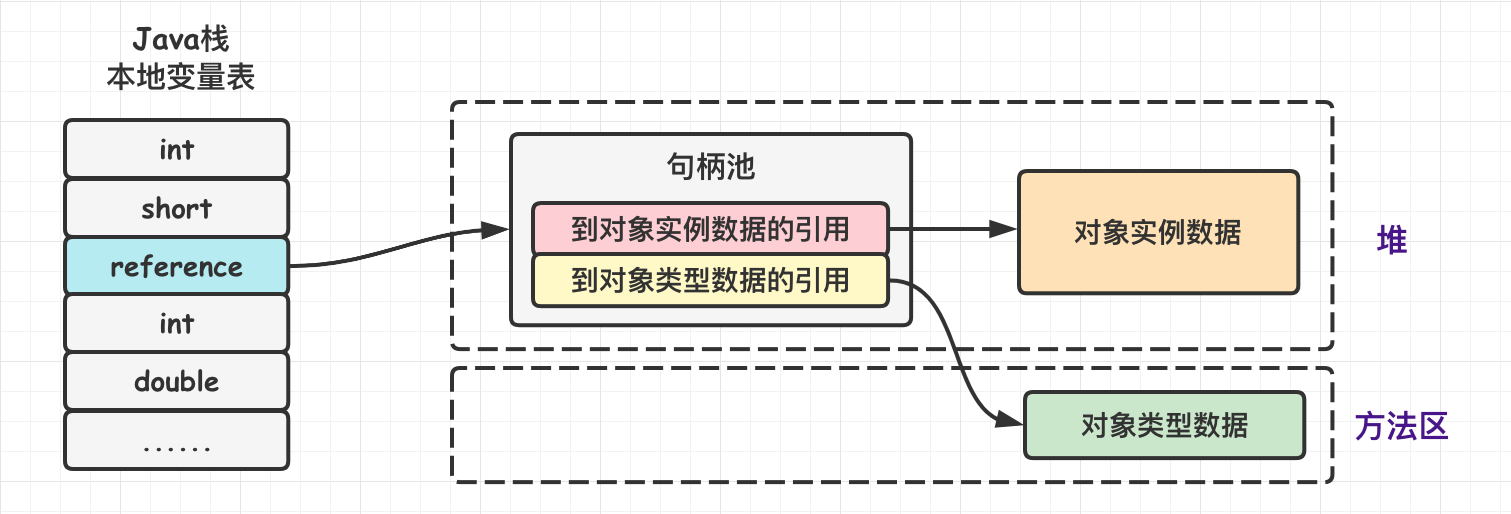 Java栈
本地变量表
int
short
reference
int
double
......
句柄池
到对象实例数据的引用
到对象类型数据的引用
对象实例数据
堆
对象类型数据
方法区